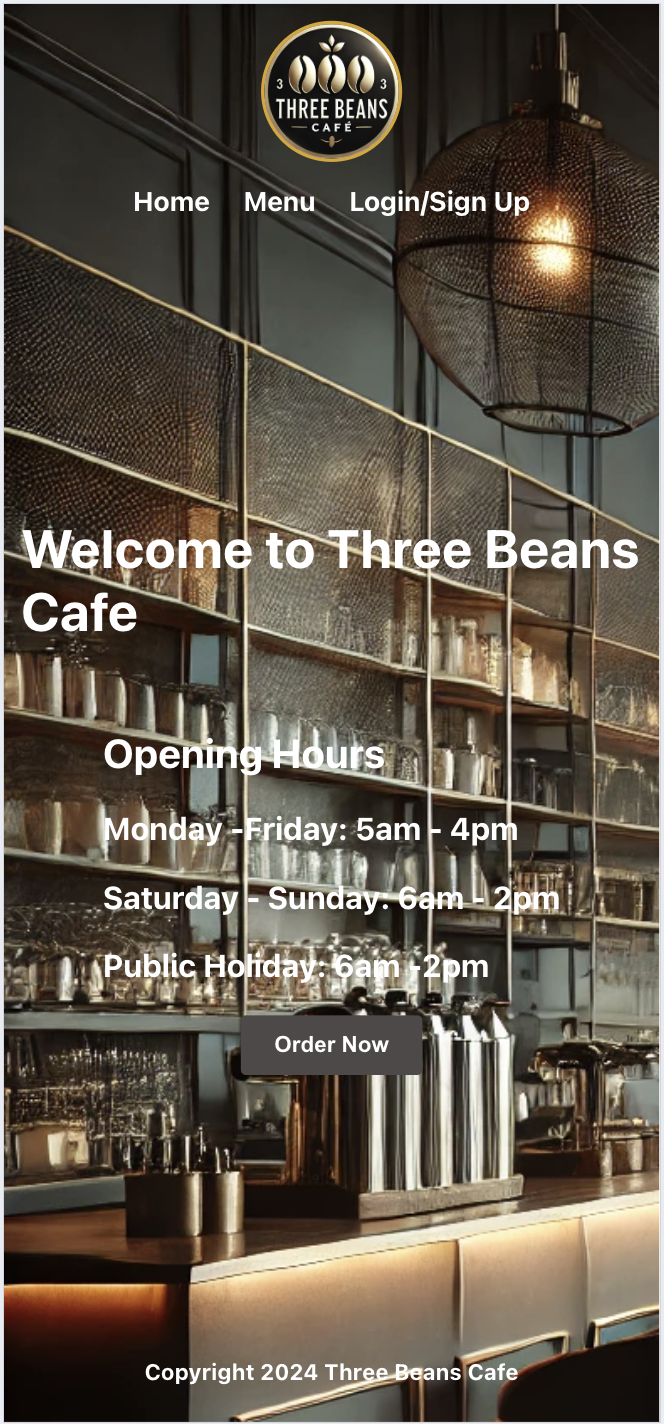 3 3
THREE BEANS
CAFÉ
Home Menu Login/Sign Up
Welcome to Three Beans
Cafe
Opening Hours
Monday -Friday: 5am - 4pm
Saturday - Sunday: 6am - 2pm
Public Holiday: 6am -2pm
Order Now
Copyright 2024 Three Beans Cafe